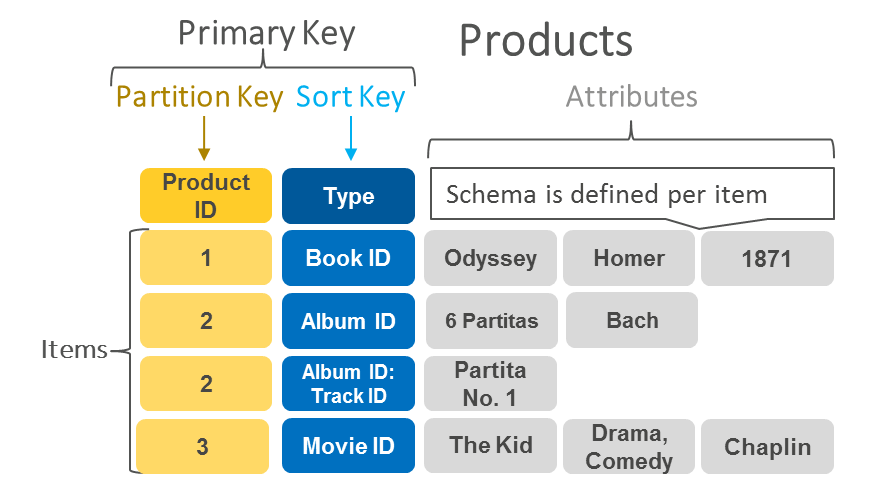 Primary Key
Products
Partition Key
Sort Key
Attributes
Product
ID
Type
Schema is defined per item
Items
1
Book ID
Odyssey
Homer
1871
2
Album ID
6 Partitas
Bach
2
Album ID:
Track ID
Partita
No. 1
3
Movie ID
The Kid
Drama,
Comedy
Chaplin